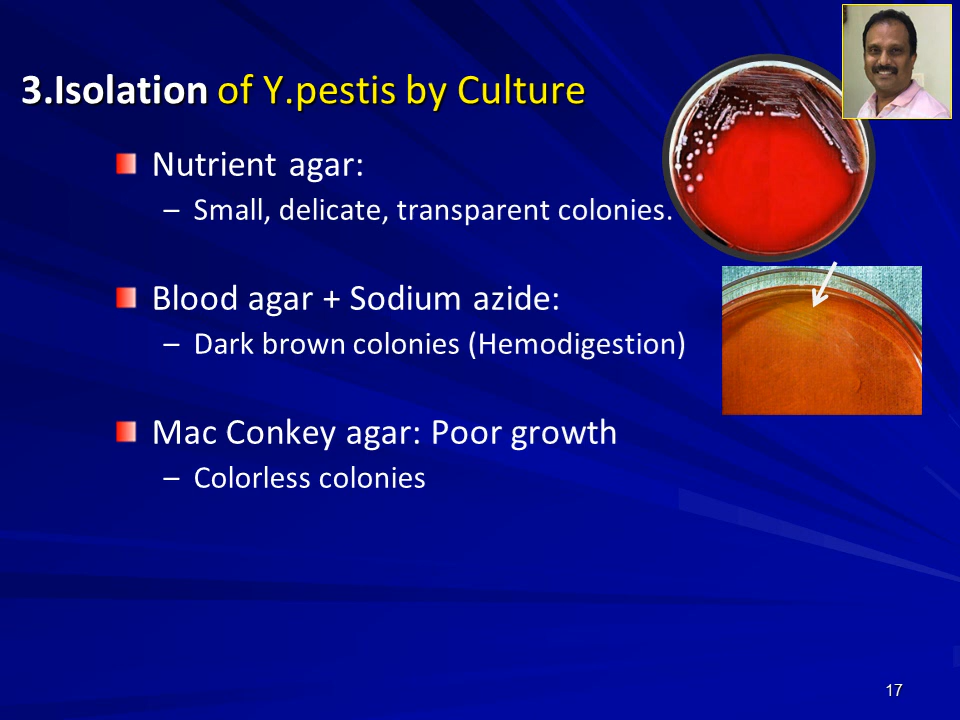 3.Isolation of Y.pestis by Culture
Nutrient agar:
– Small, delicate, transparent colonies.
Blood agar + Sodium azide:
– Dark brown colonies (Hemodigestion)
Mac Conkey agar: Poor growth
– Colorless colonies
17